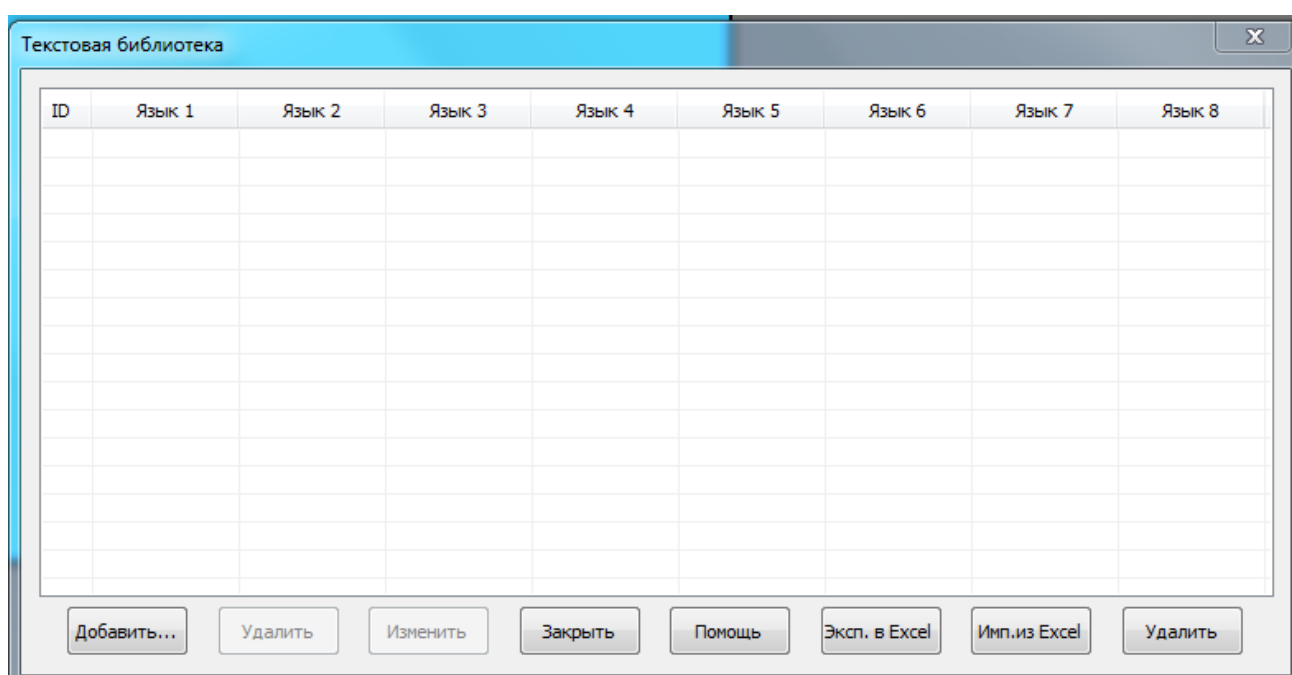 Текстовая библиотека
ID Язык 1 Язык 2 Язык 3 Язык 4 Язык 5 Язык 6 Язык 7 Язык 8
Добавить... Удалить Изменить Закрыть Помощь Эксп. в Excel Имп.из Excel Удалить